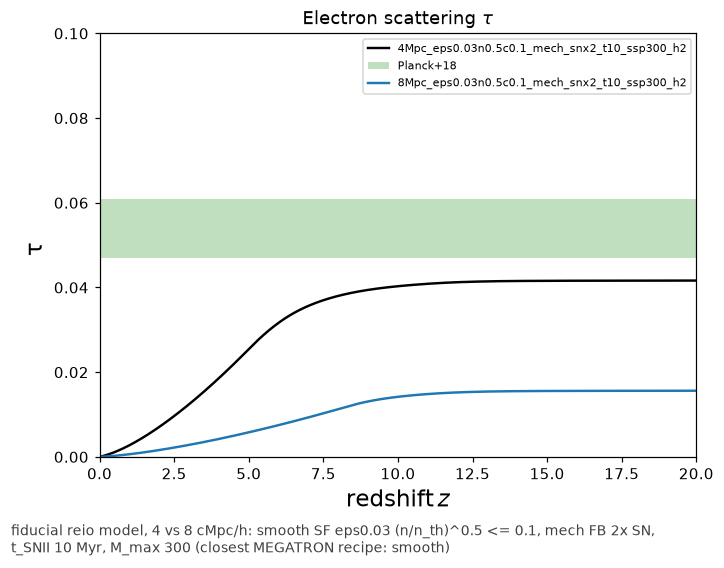 Electron scattering τ
0.10
0.08
0.06
0.04
0.02
0.00
τ
4Mpc_eps0.03n0.5c0.1_mech_snx2_t10_ssp300_h2
Planck+18
8Mpc_eps0.03n0.5c0.1_mech_snx2_t10_ssp300_h2
0.0 2.5 5.0 7.5 10.0 12.5 15.0 17.5 20.0
redshift z
fiducial reio model, 4 vs 8 cMpc/h: smooth SF eps0.03 (n/n_th)^0.5 <= 0.1, mech FB 2x SN,
t_SNII 10 Myr, M_max 300 (closest MEGATRON recipe: smooth)